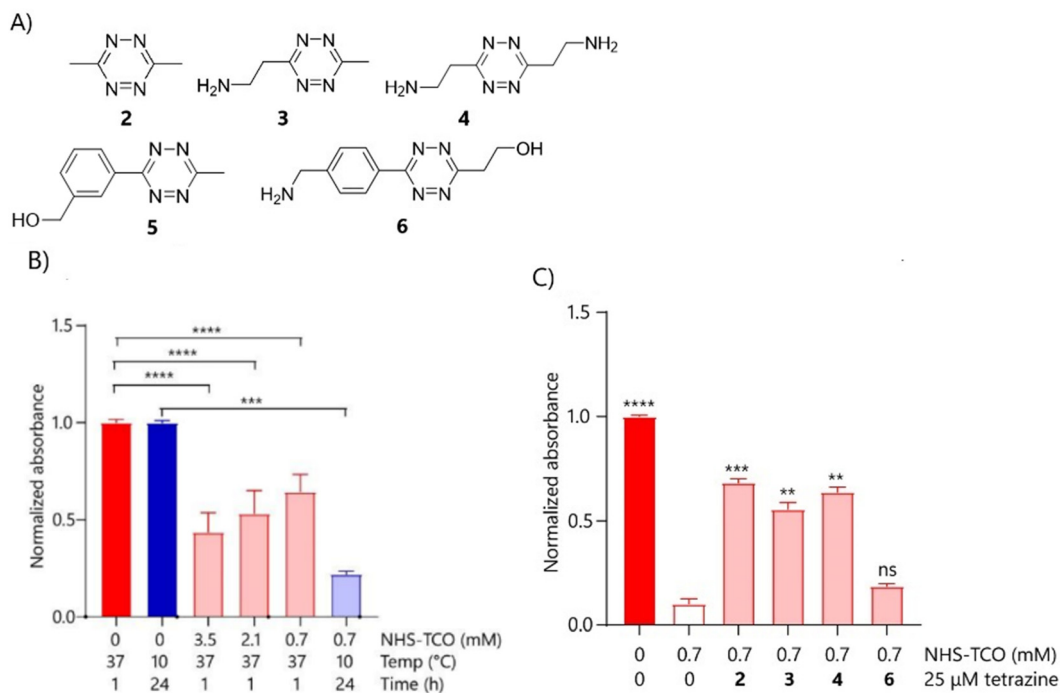 A)
N N
N=N
2
H₂N
N N
N=N
3
H₂N
N N
N=N
NH₂
4
HO
N N
N=N
5
H₂N
N N
N=N
OH
6
B)
Normalized absorbance
1.5
1.0
0.5
0.0
****
****
****
***
0 0 3.5 2.1 0.7 0.7 NHS-TCO (mM)
37 10 37 37 37 10 Temp (°C)
1 24 1 1 1 24 Time (h)
C)
Normalized absorbance
1.5
1.0
0.5
0.0
****
***
**
**
ns
0 0.7 0.7 0.7 0.7 0.7 NHS-TCO (mM)
0 0 2 3 4 6 25 µM tetrazine